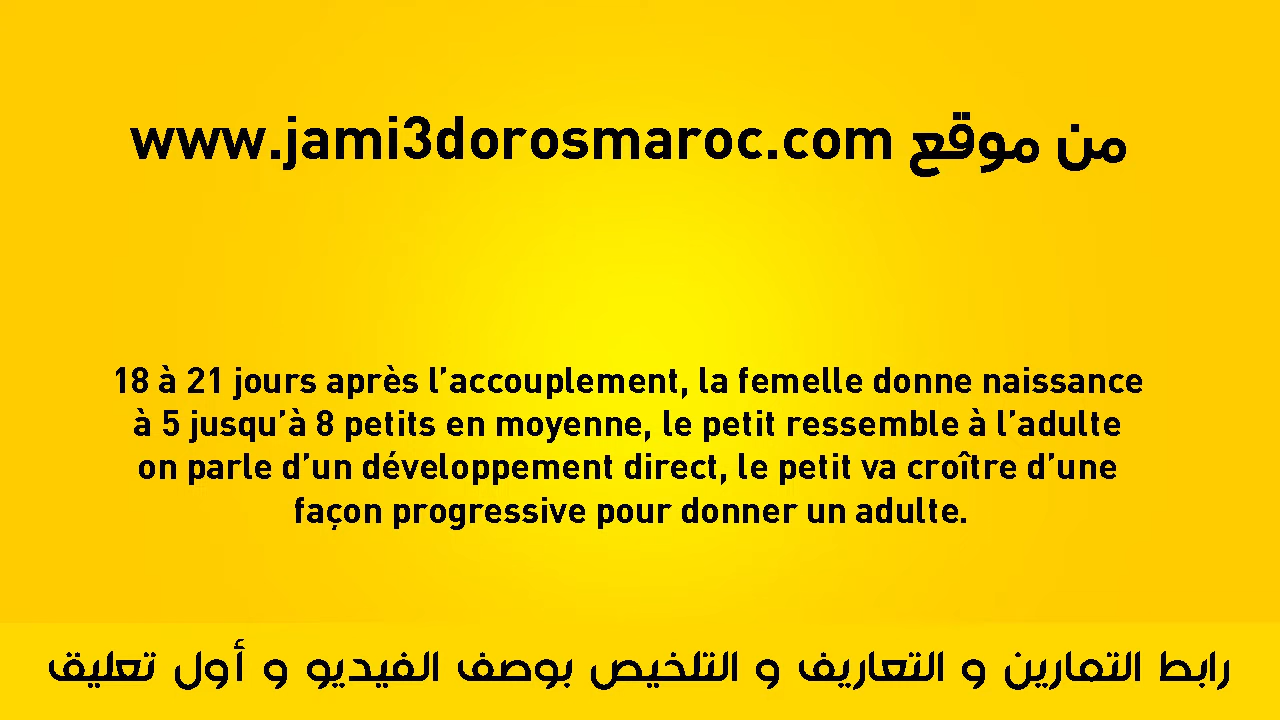 من موقع www.jami3dorosmaroc.com
18 à 21 jours après l’accouplement, la femelle donne naissance
à 5 jusqu’à 8 petits en moyenne, le petit ressemble à l’adulte
on parle d’un développement direct, le petit va croître d’une
façon progressive pour donner un adulte.
رابط التمارين و التعاريف و التلخيص بوصف الفيديو و أول تعليق